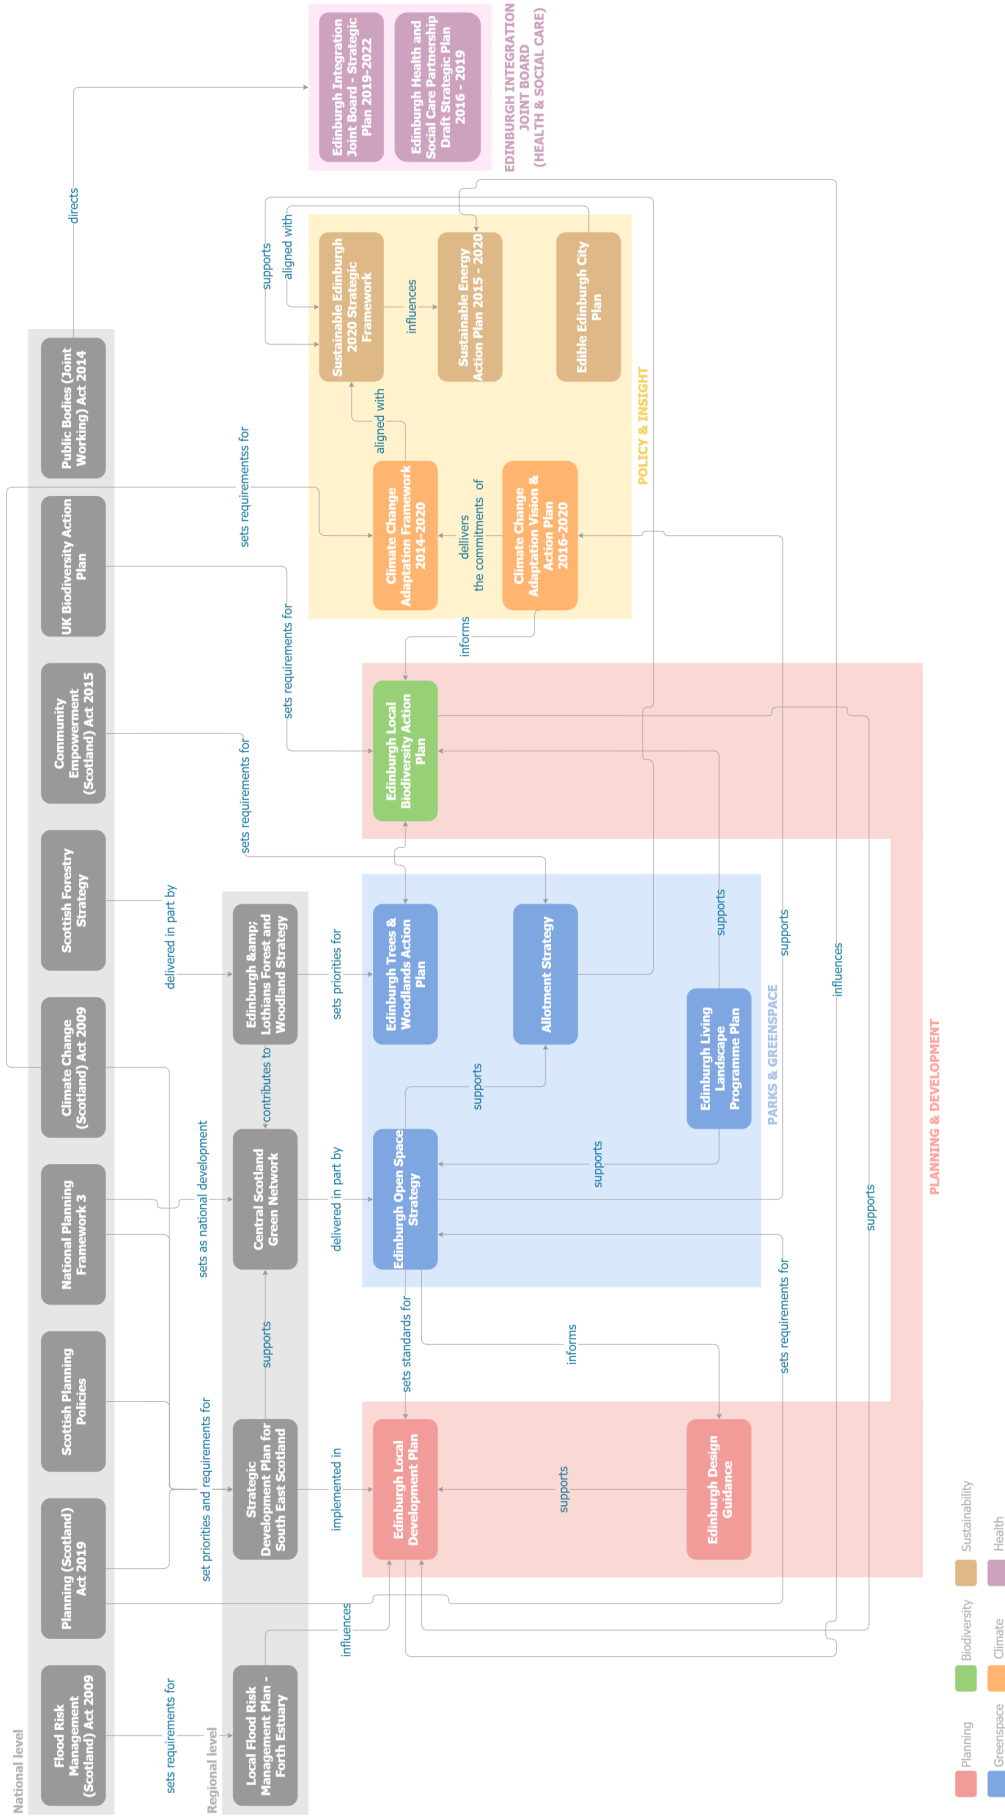 National level
Flood Risk
Management
(Scotland) Act 2009
Planning (Scotland)
Act 2019
Scottish Planning
Policies
National Planning
Framework 3
Climate Change
(Scotland) Act 2009
Scottish Forestry
Strategy
Community
Empowerment
(Scotland) Act 2015
UK Biodiversity Action
Plan
Public Bodies (Joint
Working) Act 2014
directs
sets requirements for
set priorities and requirements for
sets as national development
delivered in part by
sets requirements for
sets requirements for
sets requirementss for
Regional level
Local Flood Risk
Management Plan -
Forth Estuary
Strategic
Development Plan for
South East Scotland
supports
Central Scotland
Green Network
contributes to
Edinburgh &amp;
Lothians Forest and
Woodland Strategy
influences
implemented in
delivered in part by
sets priorities for
Edinburgh Local
Development Plan
sets standards for
Edinburgh Open Space
Strategy
Edinburgh Trees &
Woodlands Action
Plan
Edinburgh Local
Biodiversity Action
Plan
informs
supports
informs
supports
Allotment Strategy
supports
supports
supports
Edinburgh Design
Guidance
Edinburgh Living
Landscape
Programme Plan
PARKS & GREENSPACE
sets requirements for
supports
influences
supports
PLANNING & DEVELOPMENT
Climate Change
Adaptation Framework
2014-2020
aligned with
dellivers
the commitments of
Climate Change
Adaptation Vision &
Action Plan
2016-2020
supports
aligned with
Sustainable Edinburgh
2020 Strategic
Framework
influences
Sustainable Energy
Action Plan 2015 - 2020
Edible Edinburgh City
Plan
POLICY & INSIGHT
Edinburgh Integration
Joint Board - Strategic
Plan 2019-2022
Edinburgh Health and
Social Care Partnership
Draft Strategic Plan
2016 - 2019
EDINBURGH INTEGRATION
JOINT BOARD
(HEALTH & SOCIAL CARE)
Planning
Biodiversity
Sustainability
Greenspace
Climate
Health